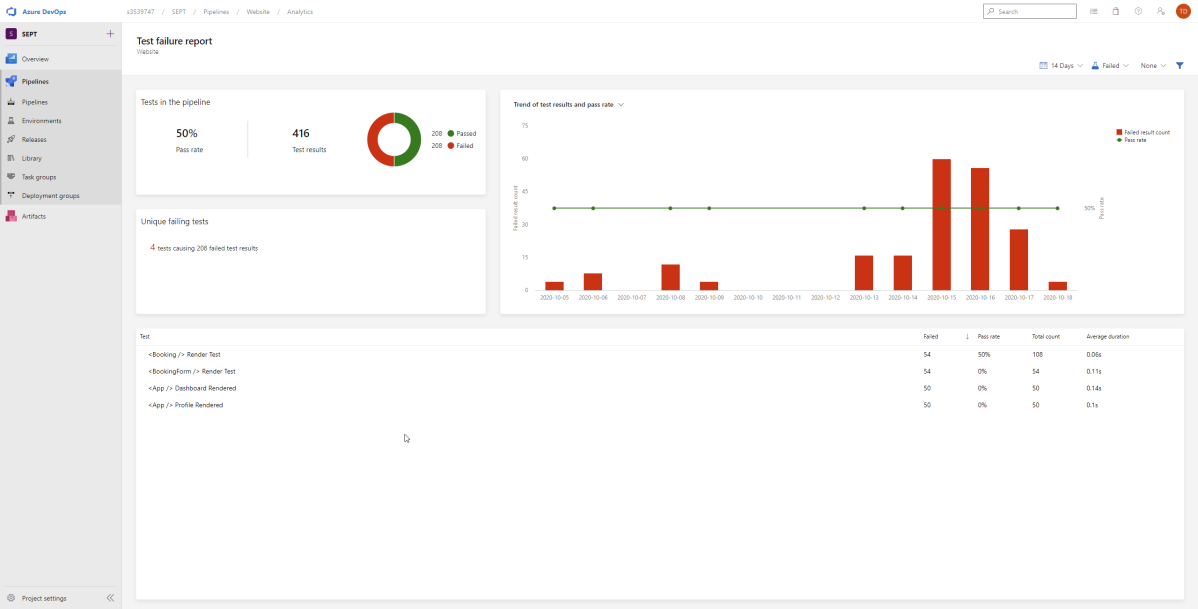 Azure DevOps
s3539747 / SEPT / Pipelines / Website / Analytics
Search
TD
S SEPT
Overview
Pipelines
Pipelines
Environments
Releases
Library
Task groups
Deployment groups
Artifacts
Project settings
Test failure report
Website
14 Days Failed None
Tests in the pipeline
50%
Pass rate
416
Test results
208 Passed
208 Failed
Unique failing tests
4 tests causing 208 failed test results
Trend of test results and pass rate
Failed result count
Pass rate
75
60
45
30
15
0
Failed result count
50%
Pass rate
2020-10-05 2020-10-06 2020-10-07 2020-10-08 2020-10-09 2020-10-10 2020-10-11 2020-10-12 2020-10-13 2020-10-14 2020-10-15 2020-10-16 2020-10-17 2020-10-18
Test Failed ↓ Pass rate Total count Average duration
<Booking /> Render Test 54 50% 108 0.06s
<BookingForm /> Render Test 54 0% 54 0.11s
<App /> Dashboard Rendered 50 0% 50 0.14s
<App /> Profile Rendered 50 0% 50 0.1s